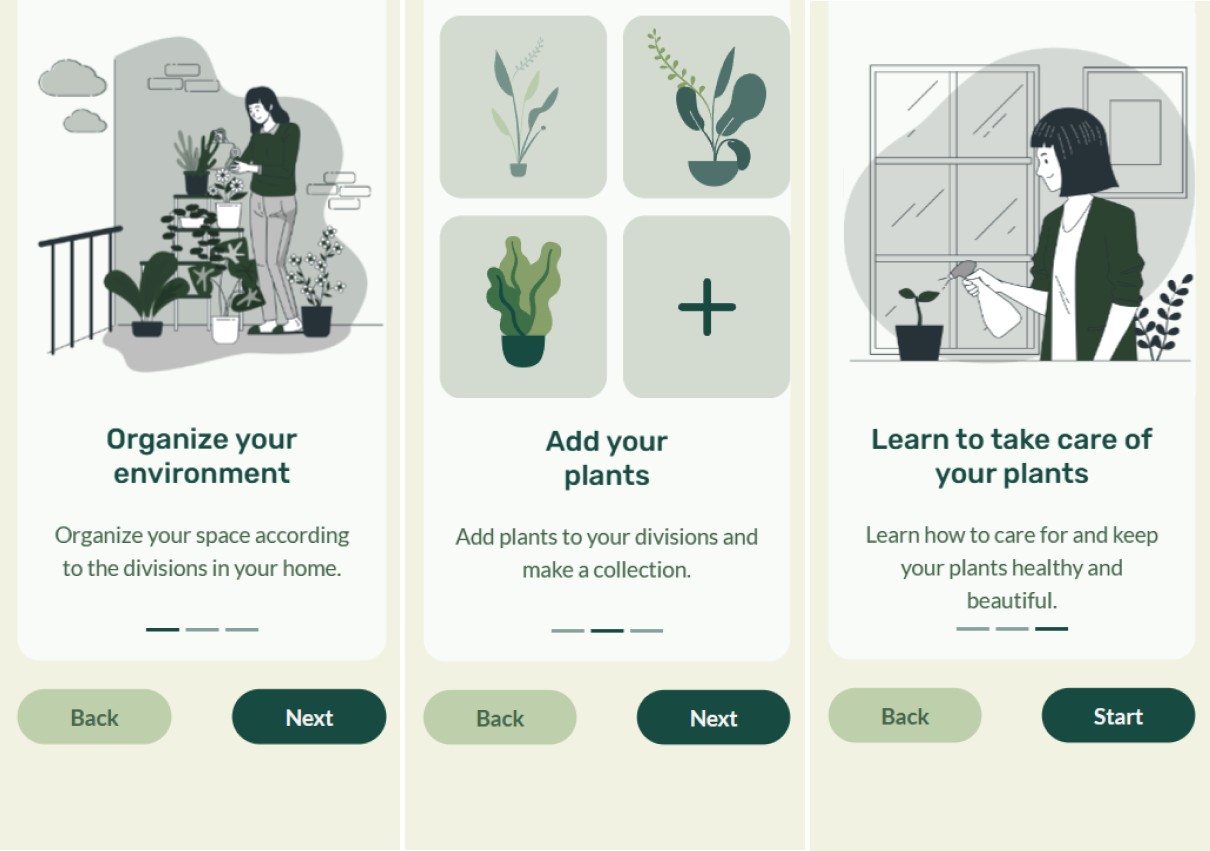 Organize your
environment
Organize your space according
to the divisions in your home.
Back
Next
Add your
plants
Add plants to your divisions and
make a collection.
Back
Next
Learn to take care of
your plants
Learn how to care for and keep
your plants healthy and
beautiful.
Back
Start